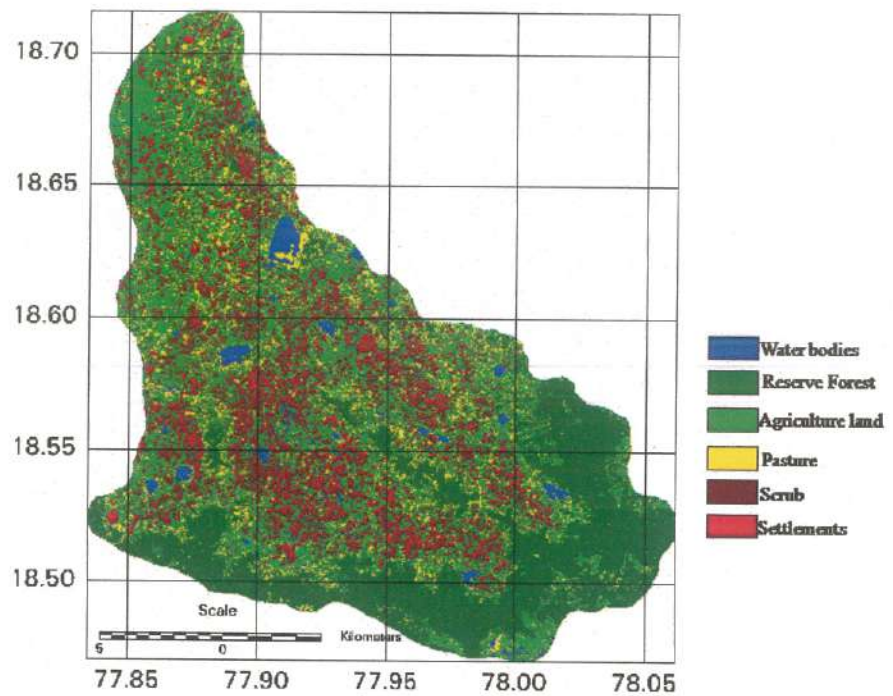 18.70
18.65
18.60
18.55
18.50
Scale
5 0 Kilometers
77.85 77.90 77.95 78.00 78.05
Water bodies
Reserve Forest
Agriculture land
Pasture
Scrub
Settlements